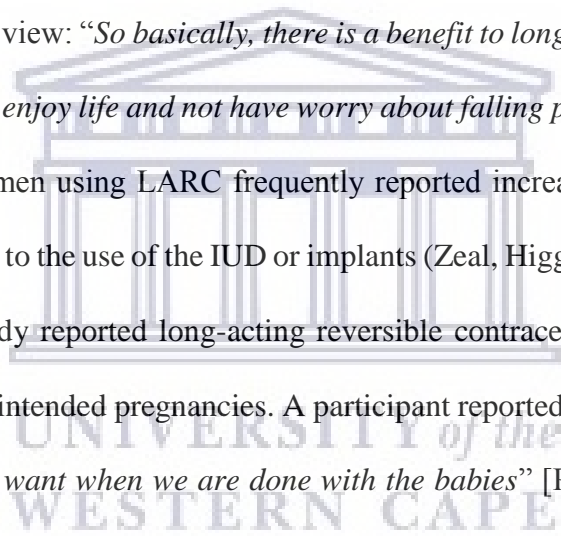 view: “So basically, there is a benefit to long
enjoy life and not have worry about falling p
men using LARC frequently reported increa
to the use of the IUD or implants (Zeal, Higg
dy reported long-acting reversible contrace
intended pregnancies. A participant reported
UNIVERSITY of the
want when we are done with the babies” [F
WESTERN CAPE